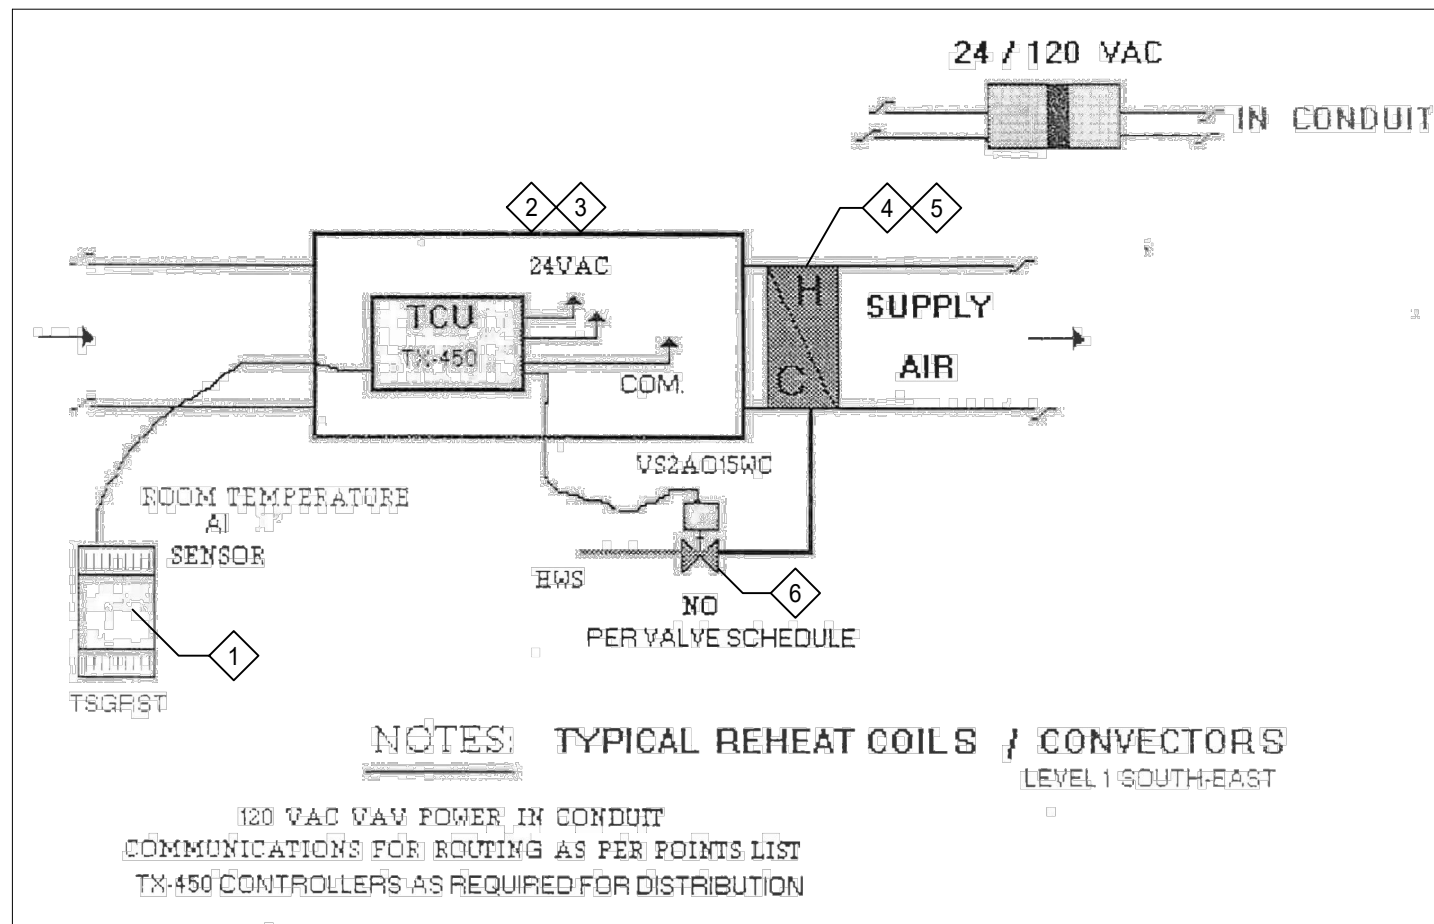 24 / 120 VAC
IN CONDUIT
2 3
4 5
24VAC
H
TCU
SUPPLY
TX-450
AIR
C
COM.
VS2AO15WC
ROOM TEMPERATURE
AI
SENSOR
HWS
6
NO
PER VALVE SCHEDULE
1
NOTES: TYPICAL REHEAT COILS / CONVECTORS
LEVEL 1 SOUTH-EAST
120 VAC VAV POWER IN CONDUIT
COMMUNICATIONS FOR ROUTING AS PER POINTS LIST
TX-450 CONTROLLERS AS REQUIRED FOR DISTRIBUTION